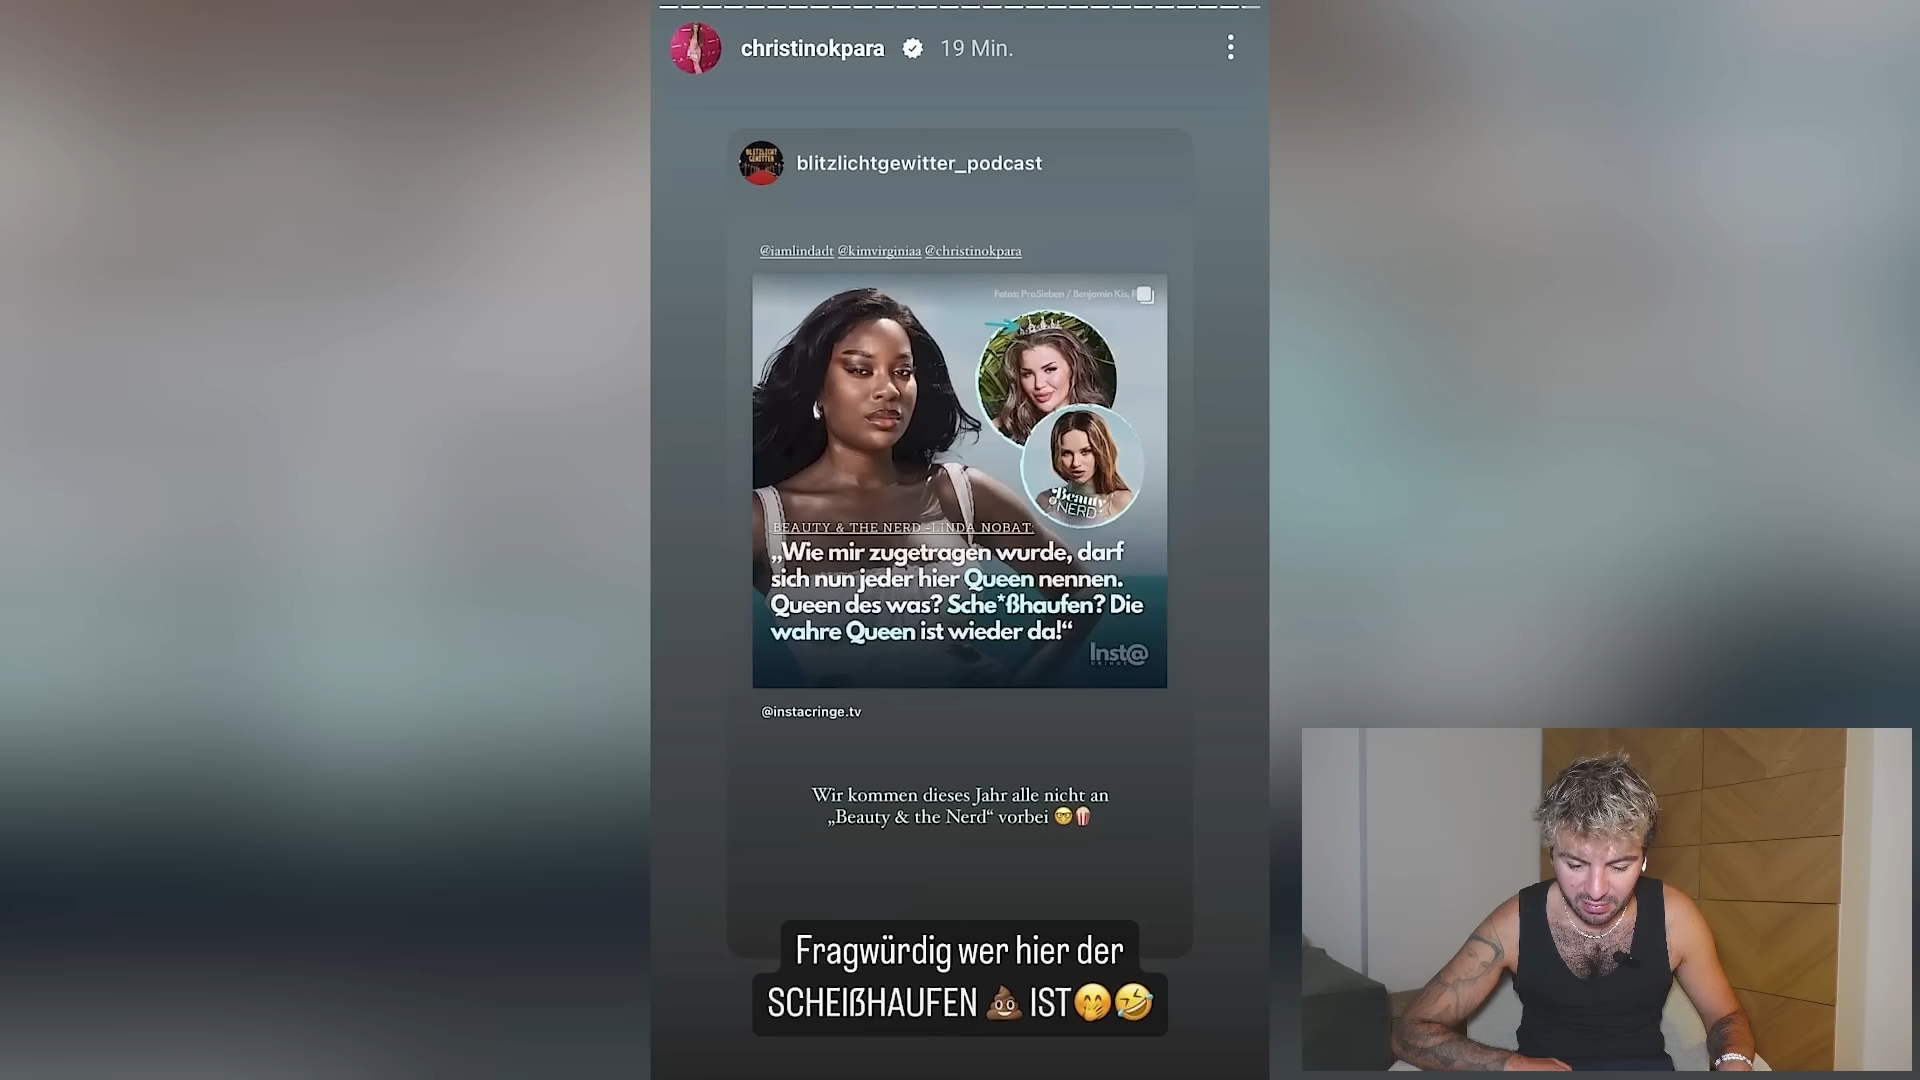 christinokpara 19 Min.
blitzlichtgewitter_podcast
@iamlindadt @kimvirginiaa @christinokpara
Fotos: ProSieben / Benjamin Kis,
Beauty
& NERD
BEAUTY & THE NERD - LINDA NOBAT:
„Wie mir zugetragen wurde, darf
sich nun jeder hier Queen nennen.
Queen des was? Sche*ßhaufen? Die
wahre Queen ist wieder da!“
Inst@
CRINGE
@instacringe.tv
Wir kommen dieses Jahr alle nicht an
„Beauty & the Nerd“ vorbei 🤓🍿
Fragwürdig wer hier der
SCHEIẞHAUFEN 💩 IST🤭🤣